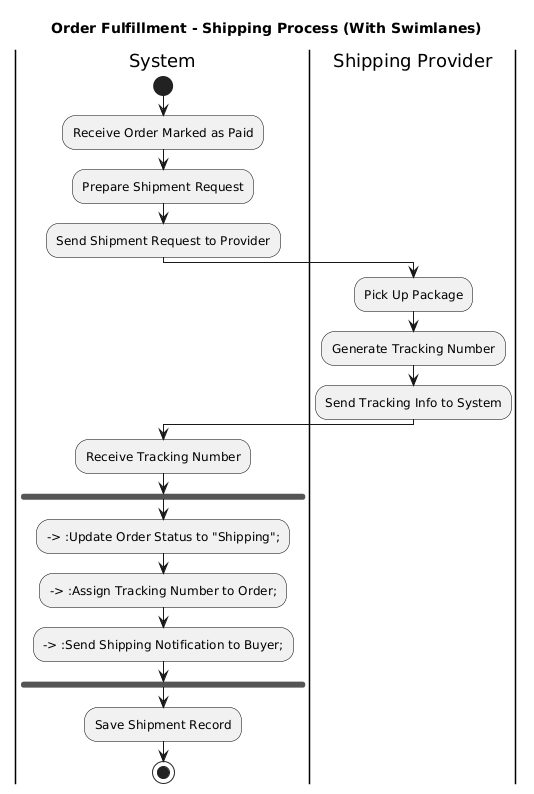 Order Fulfillment - Shipping Process (With Swimlanes)
System
Shipping Provider
Receive Order Marked as Paid
Prepare Shipment Request
Send Shipment Request to Provider
Pick Up Package
Generate Tracking Number
Send Tracking Info to System
Receive Tracking Number
-> :Update Order Status to "Shipping";
-> :Assign Tracking Number to Order;
-> :Send Shipping Notification to Buyer;
Save Shipment Record